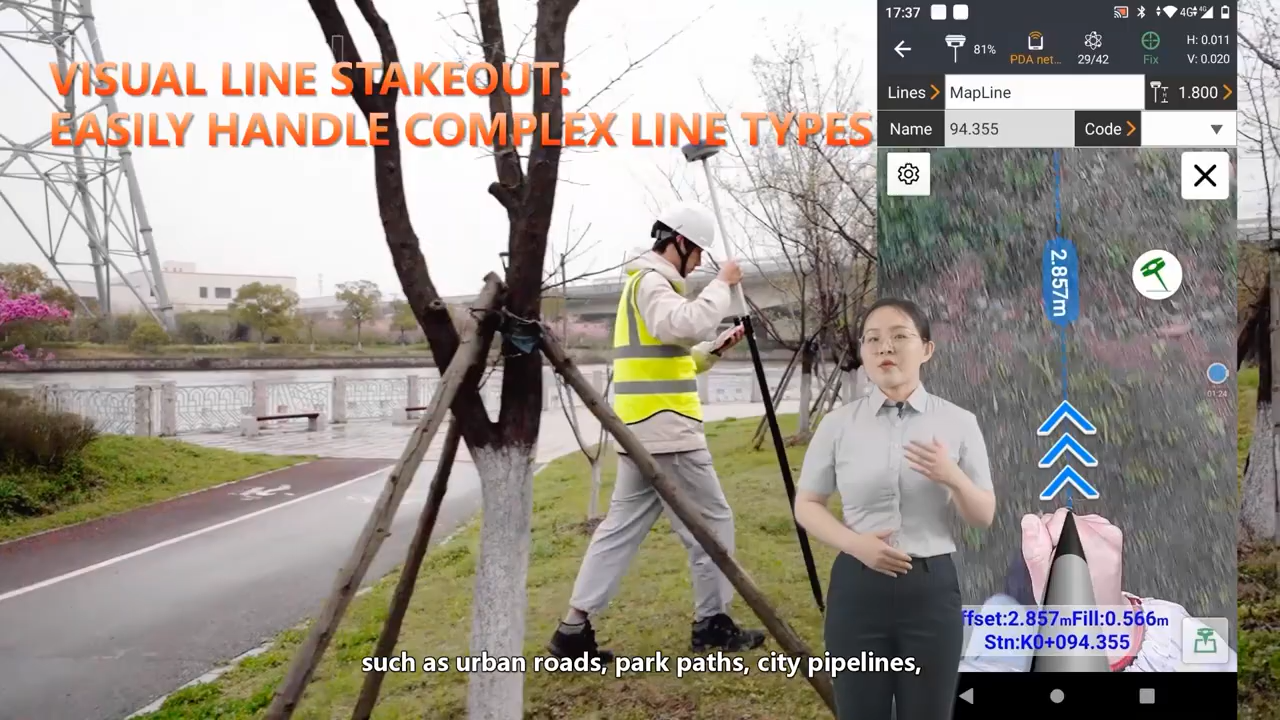 VISUAL LINE STAKEOUT:
EASILY HANDLE COMPLEX LINE TYPES
17:37
4G+
81%
PDA net...
29/42
Fix
H: 0.011
V: 0.020
Lines
MapLine
1.800
Name
94.355
Code
2.857m
01:24
ffset:2.857mFill:0.566m
Stn:K0+094.355
such as urban roads, park paths, city pipelines,